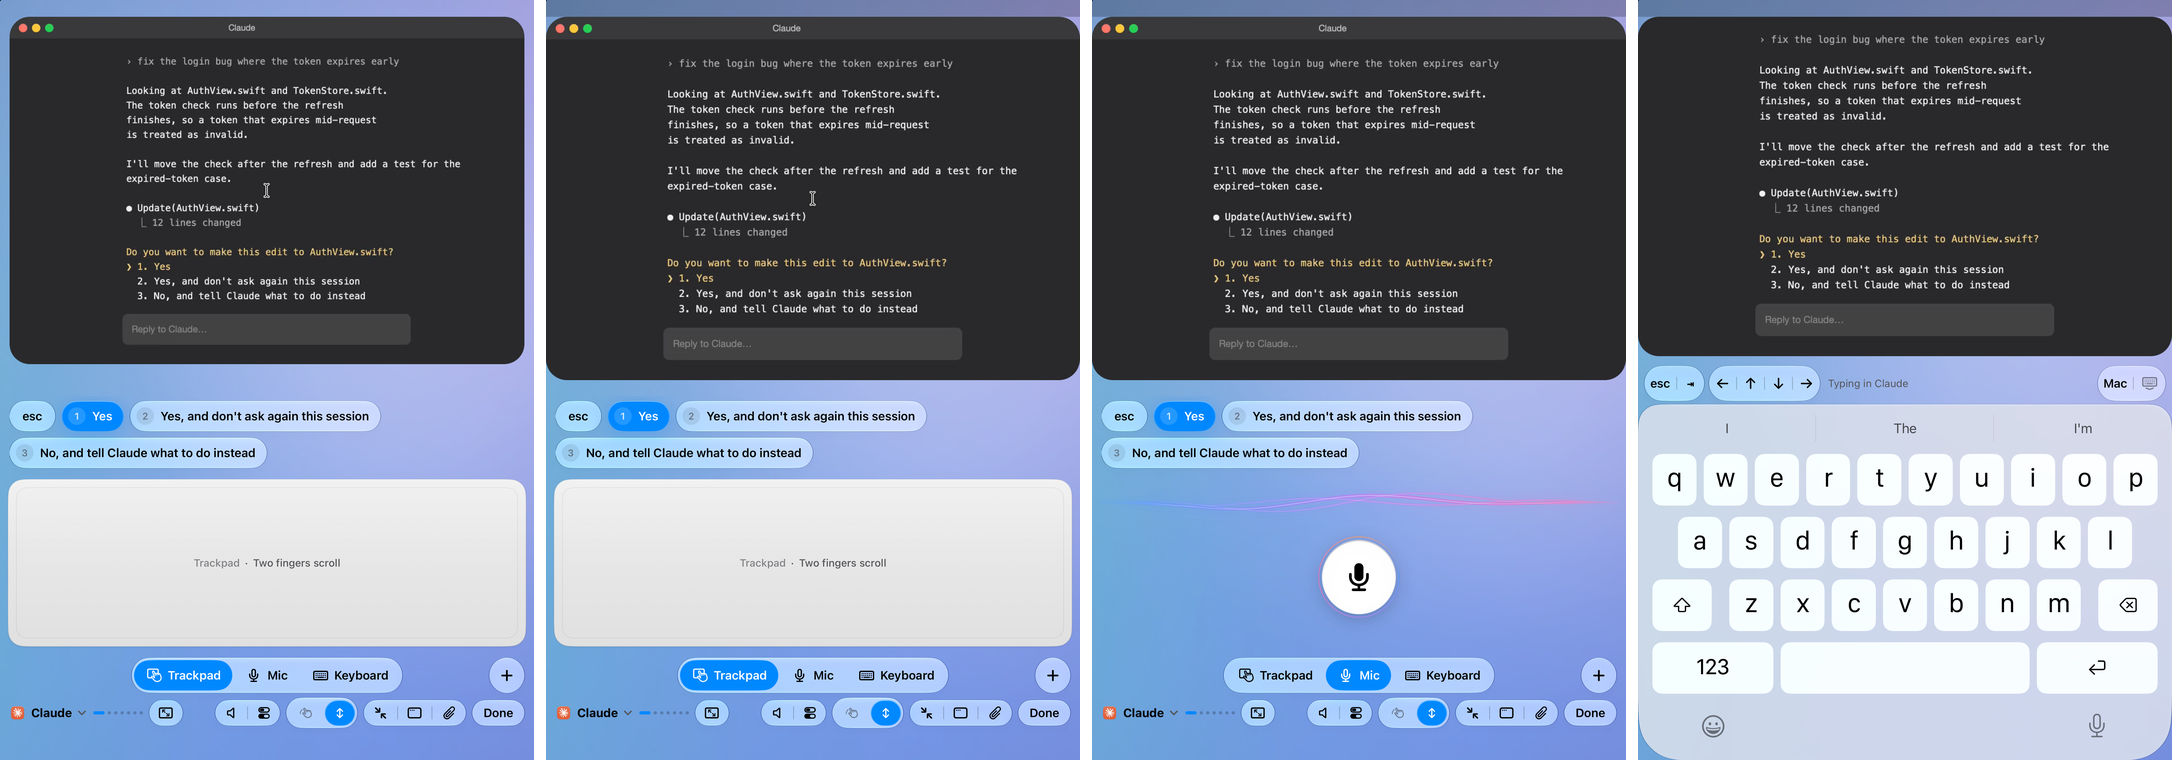 Claude
› fix the login bug where the token expires early
Looking at AuthView.swift and TokenStore.swift.
The token check runs before the refresh
finishes, so a token that expires mid-request
is treated as invalid.
I'll move the check after the refresh and add a test for the
expired-token case.
● Update(AuthView.swift)
⎿ 12 lines changed
Do you want to make this edit to AuthView.swift?
❯ 1. Yes
2. Yes, and don't ask again this session
3. No, and tell Claude what to do instead
Reply to Claude...
esc 1 Yes 2 Yes, and don't ask again this session
3 No, and tell Claude what to do instead
Trackpad · Two fingers scroll
Trackpad Mic Keyboard +
Claude Done
Claude
› fix the login bug where the token expires early
Looking at AuthView.swift and TokenStore.swift.
The token check runs before the refresh
finishes, so a token that expires mid-request
is treated as invalid.
I'll move the check after the refresh and add a test for the
expired-token case.
● Update(AuthView.swift)
⎿ 12 lines changed
Do you want to make this edit to AuthView.swift?
❯ 1. Yes
2. Yes, and don't ask again this session
3. No, and tell Claude what to do instead
Reply to Claude...
esc 1 Yes 2 Yes, and don't ask again this session
3 No, and tell Claude what to do instead
Trackpad · Two fingers scroll
Trackpad Mic Keyboard +
Claude Done
Claude
› fix the login bug where the token expires early
Looking at AuthView.swift and TokenStore.swift.
The token check runs before the refresh
finishes, so a token that expires mid-request
is treated as invalid.
I'll move the check after the refresh and add a test for the
expired-token case.
● Update(AuthView.swift)
⎿ 12 lines changed
Do you want to make this edit to AuthView.swift?
❯ 1. Yes
2. Yes, and don't ask again this session
3. No, and tell Claude what to do instead
Reply to Claude...
esc 1 Yes 2 Yes, and don't ask again this session
3 No, and tell Claude what to do instead
Trackpad Mic Keyboard +
Claude Done
› fix the login bug where the token expires early
Looking at AuthView.swift and TokenStore.swift.
The token check runs before the refresh
finishes, so a token that expires mid-request
is treated as invalid.
I'll move the check after the refresh and add a test for the
expired-token case.
● Update(AuthView.swift)
⎿ 12 lines changed
Do you want to make this edit to AuthView.swift?
❯ 1. Yes
2. Yes, and don't ask again this session
3. No, and tell Claude what to do instead
Reply to Claude...
esc ⇥ ← ↑ ↓ → Typing in Claude Mac
I The I'm
q w e r t y u i o p
a s d f g h j k l
z x c v b n m
123